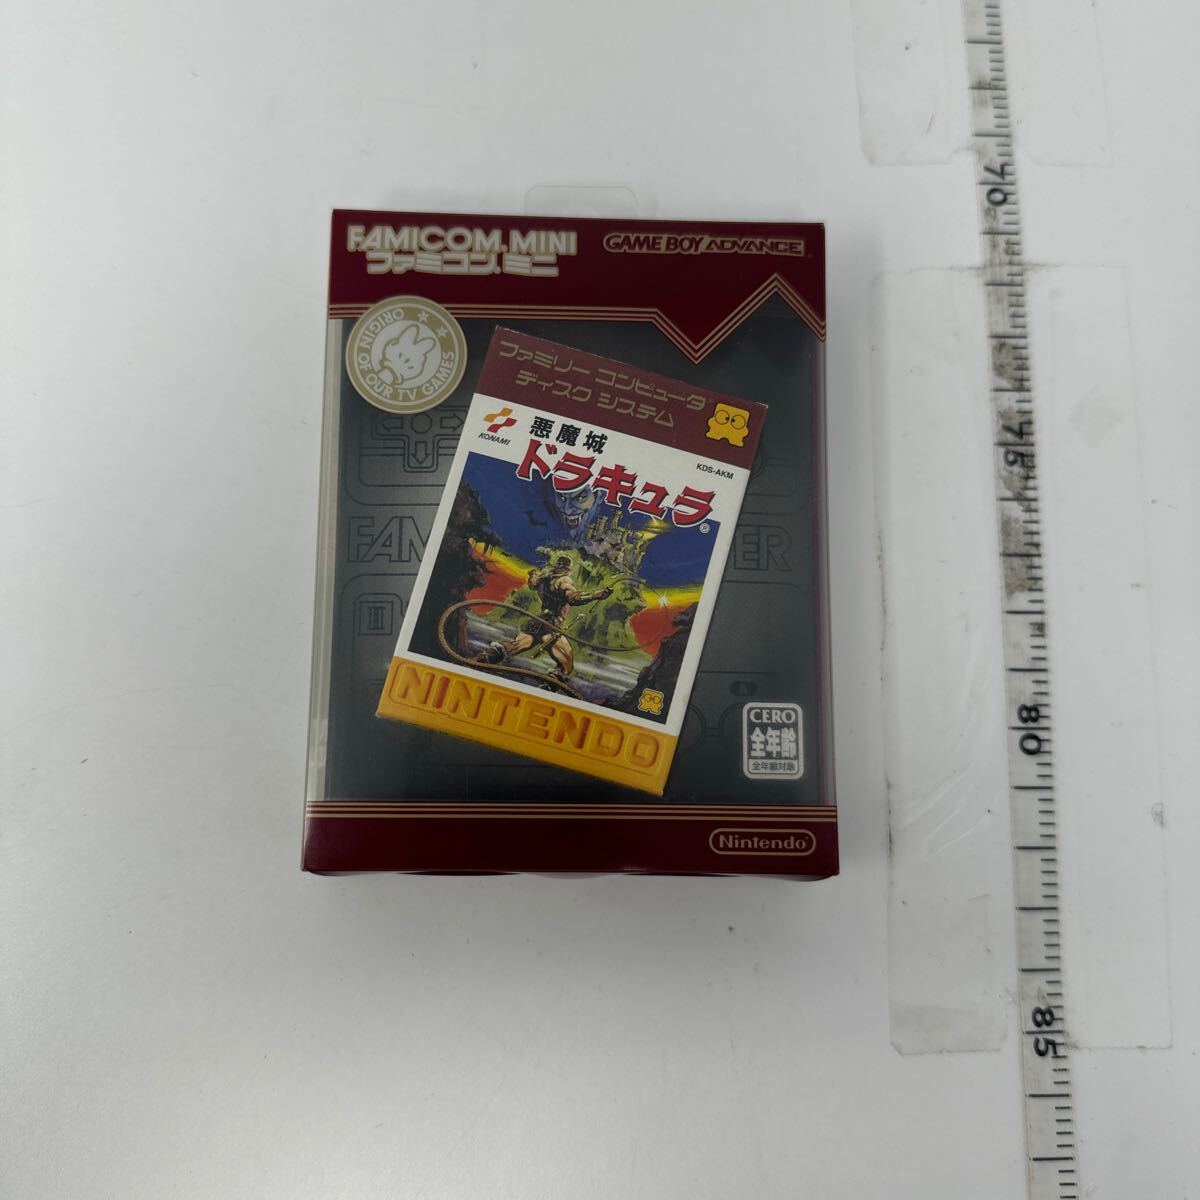 FAMICOM MINI
ファミコン ミニ
GAME BOY ADVANCE
ORIGIN OF OUR TV GAMES
ファミリー コンピュータ
ディスク システム
KONAMI
悪魔城
ドラキュラ®
KDS-AKM
FAM
ER
II
A
NINTENDO
CERO
全年齢
全年齢対象
Nintendo
70
75
80
85